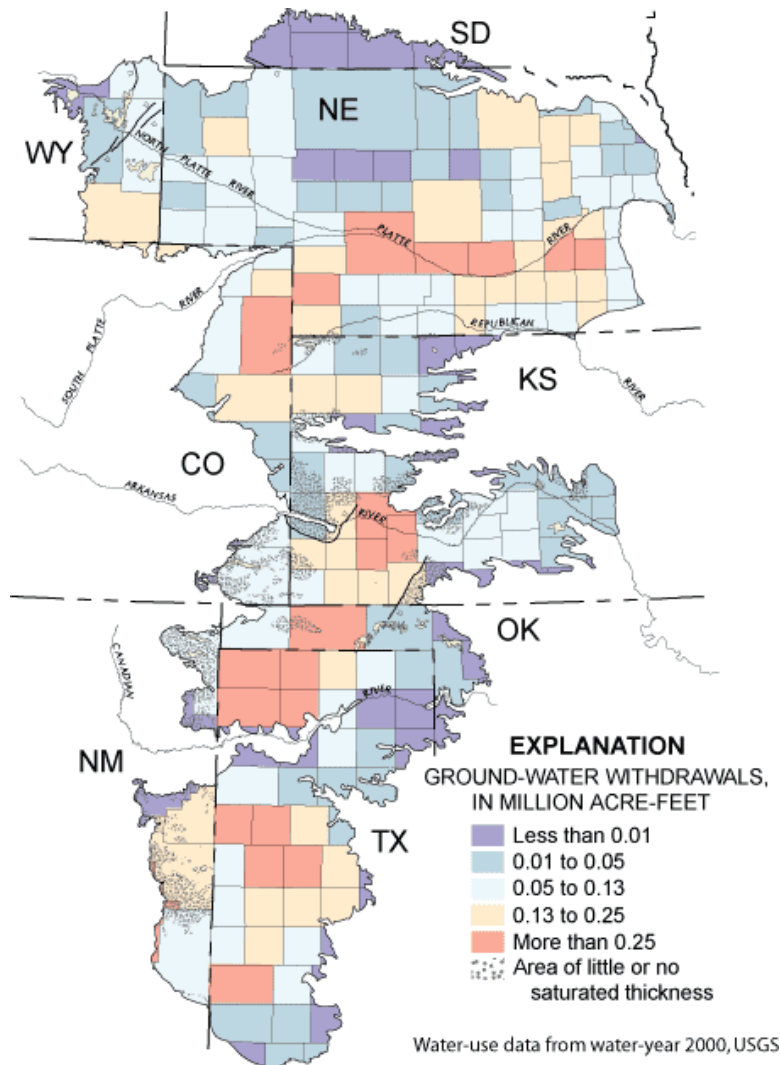 SD
NE
WY
NORTH
PLATTE
RIVER
PLATTE
RIVER
SOUTH PLATTE RIVER
REPUBLICAN
RIVER
KS
CO
ARKANSAS
RIVER
OK
CANADIAN
RIVER
NM
TX
EXPLANATION
GROUND-WATER WITHDRAWALS,
IN MILLION ACRE-FEET
Less than 0.01
0.01 to 0.05
0.05 to 0.13
0.13 to 0.25
More than 0.25
Area of little or no
saturated thickness
Water-use data from water-year 2000, USGS